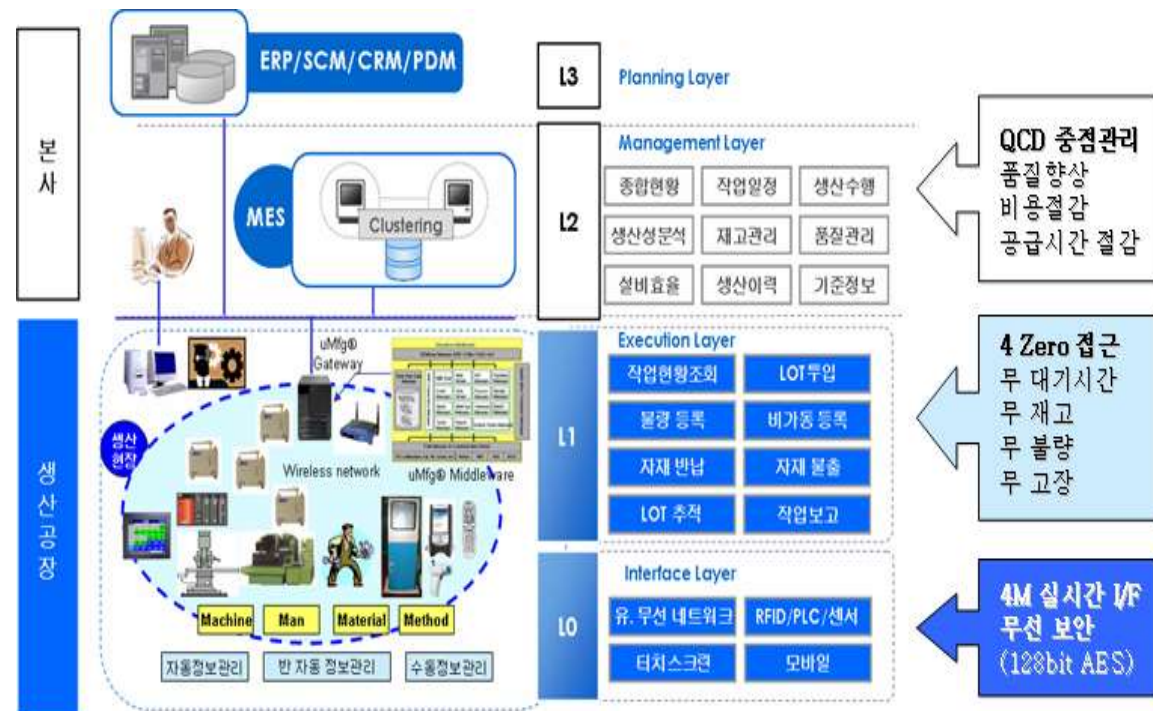 본사
ERP/SCM/CRM/PDM
L3
Planning Layer
MES
Clustering
L2
Management Layer
종합현황
작업일정
생산수행
생산성분석
재고관리
품질관리
설비효율
생산이력
기준정보
QCD 중점관리
품질향상
비용절감
공급시간 절감
생산공장
uMfg® Gateway
생산
현장
Wireless network
uMfg® Middleware
Machine
Man
Material
Method
자동정보관리
반 자동 정보관리
수동정보관리
L1
Execution Layer
작업현황조회
LOT투입
불량 등록
비가동 등록
자재 반납
자재 불출
LOT 추적
작업보고
4 Zero 접근
무 대기시간
무 재고
무 불량
무 고장
L0
Interface Layer
유. 무선 네트워크
RFID/PLC/센서
터치스크린
모바일
4M 실시간 I/F
무선 보안
(128bit AES)